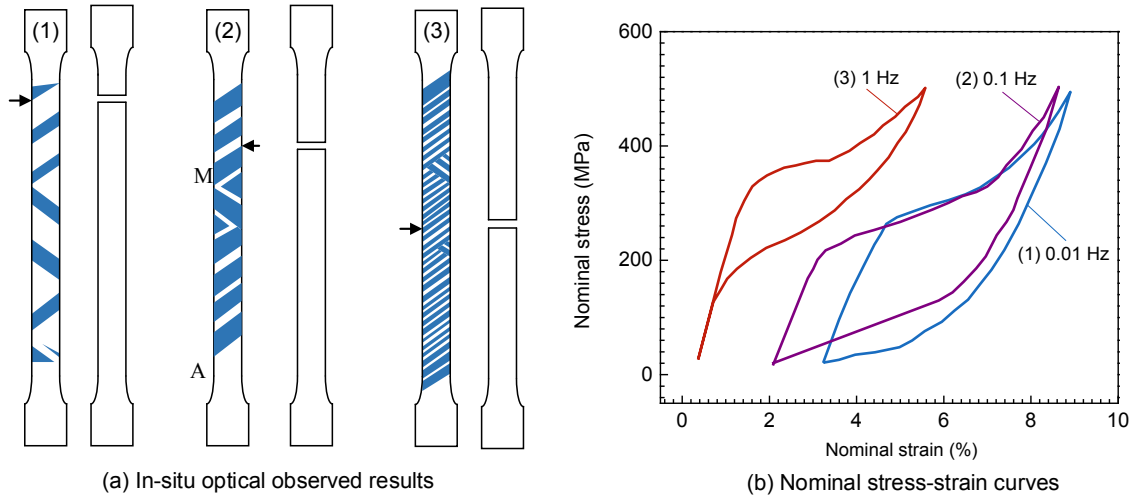 (1)
(2)
(3)
M
A
(a) In-situ optical observed results
600
400
200
0
Nominal stress (MPa)
(3) 1 Hz
(2) 0.1 Hz
(1) 0.01 Hz
0 2 4 6 8 10
Nominal strain (%)
(b) Nominal stress-strain curves